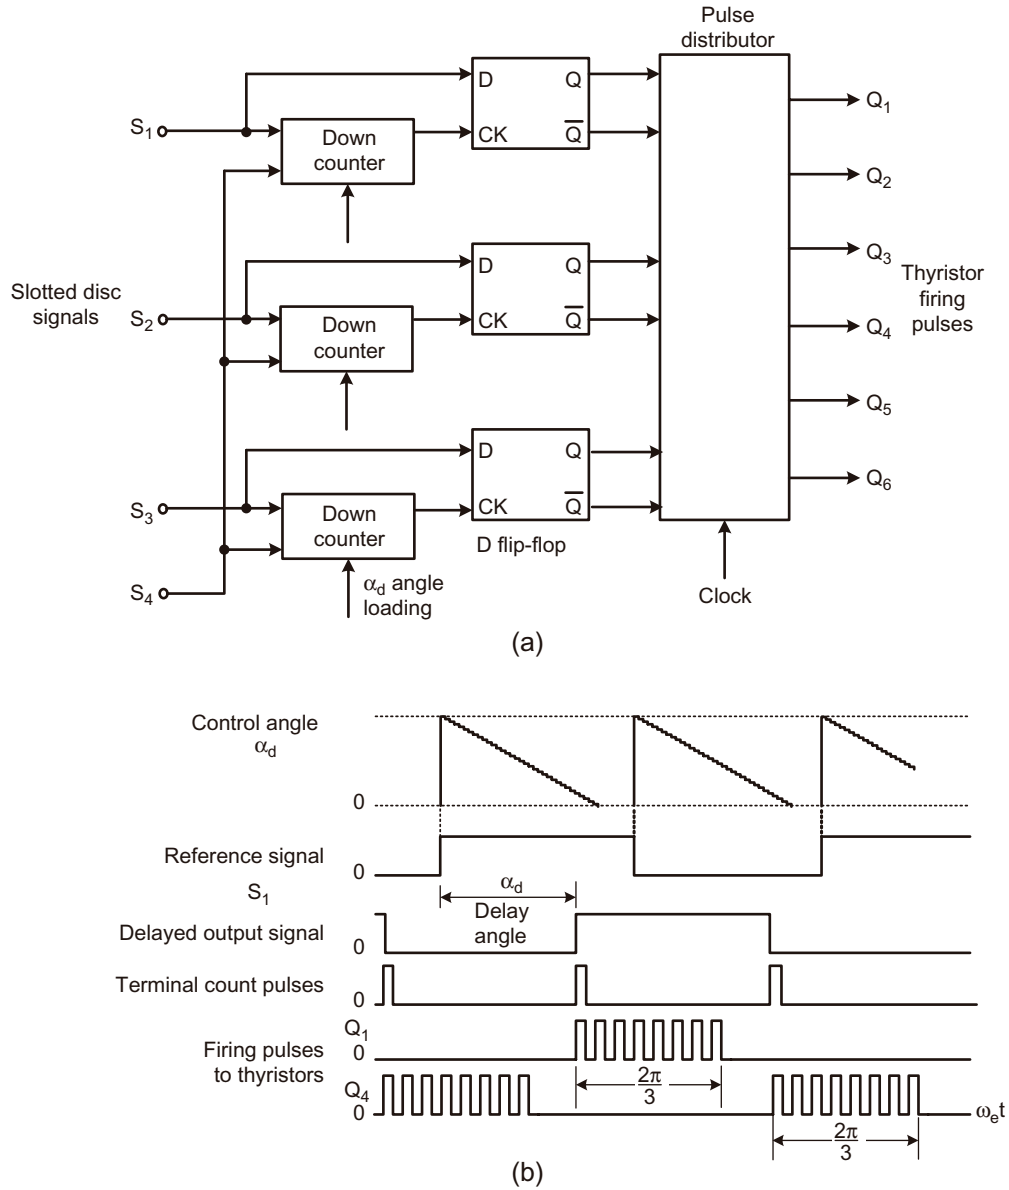 Pulse
distributor
D Q
S1
CK Q̅
Down
counter
Q1
Q2
Q3
Q4
Q5
Q6
Thyristor
firing
pulses
Slotted disc
signals
D Q
S2
CK Q̅
Down
counter
D Q
S3
CK Q̅
Down
counter
D flip-flop
S4
αd angle
loading
Clock
(a)
Control angle
αd
0
Reference signal
S1
0
αd
Delay
angle
Delayed output signal
0
Terminal count pulses
0
Firing pulses
to thyristors
Q1
0
2π
3
Q4
0
ωet
2π
3
(b)